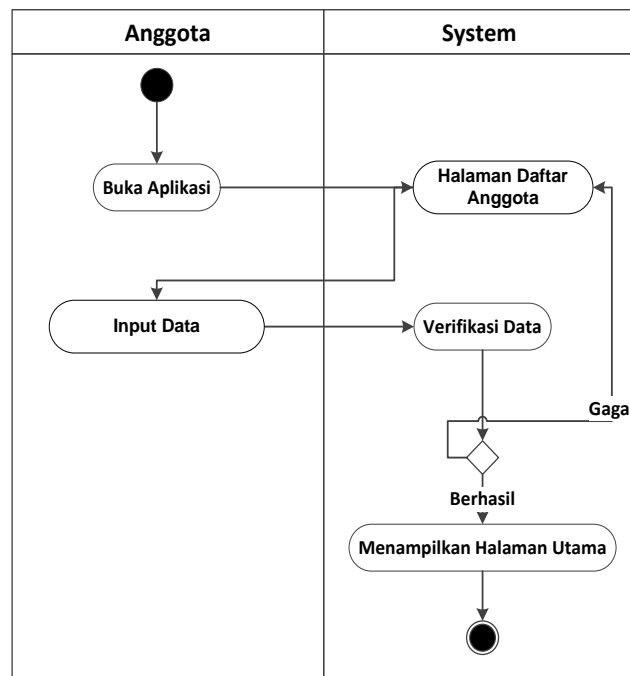 Anggota
System
Buka Aplikasi
Halaman Daftar
Anggota
Input Data
Verifikasi Data
Gaga
Berhasil
Menampilkan Halaman Utama